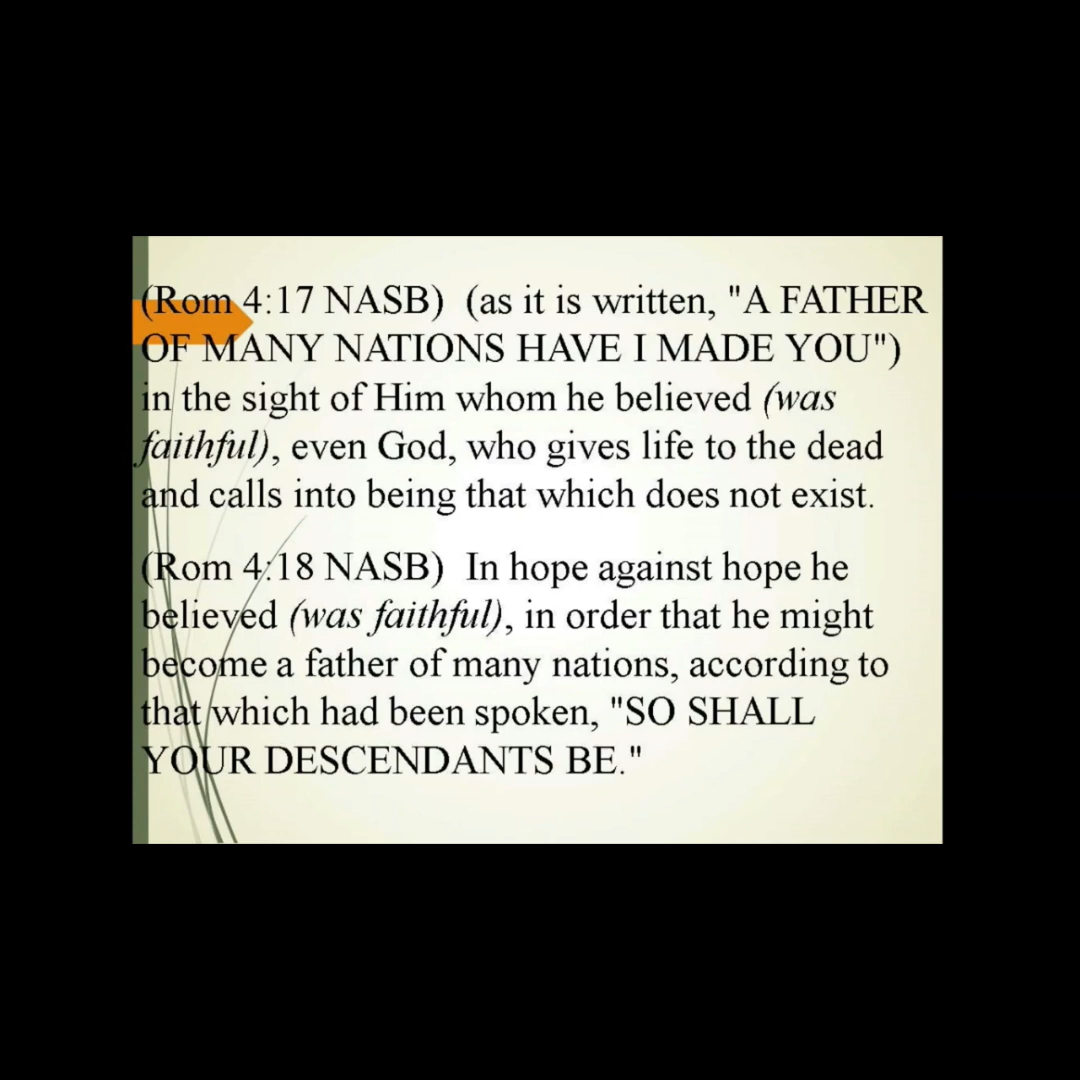 (Rom 4:17 NASB)  (as it is written, "A FATHER
OF MANY NATIONS HAVE I MADE YOU")
in the sight of Him whom he believed (was
faithful), even God, who gives life to the dead
and calls into being that which does not exist.
(Rom 4:18 NASB)  In hope against hope he
believed (was faithful), in order that he might
become a father of many nations, according to
that which had been spoken, "SO SHALL
YOUR DESCENDANTS BE."